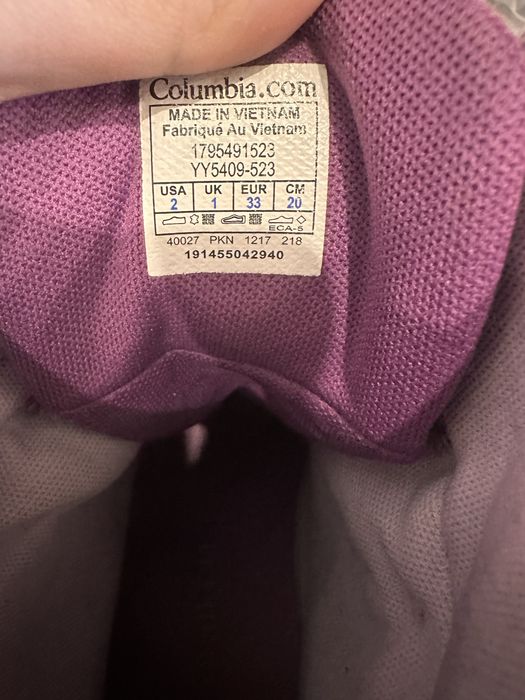 Columbia.com
MADE IN VIETNAM
Fabriqué Au Vietnam
1795491523
YY5409-523
USA UK EUR CM
2 1 33 20
ECA-5
40027 PKN 1217 218
191455042940